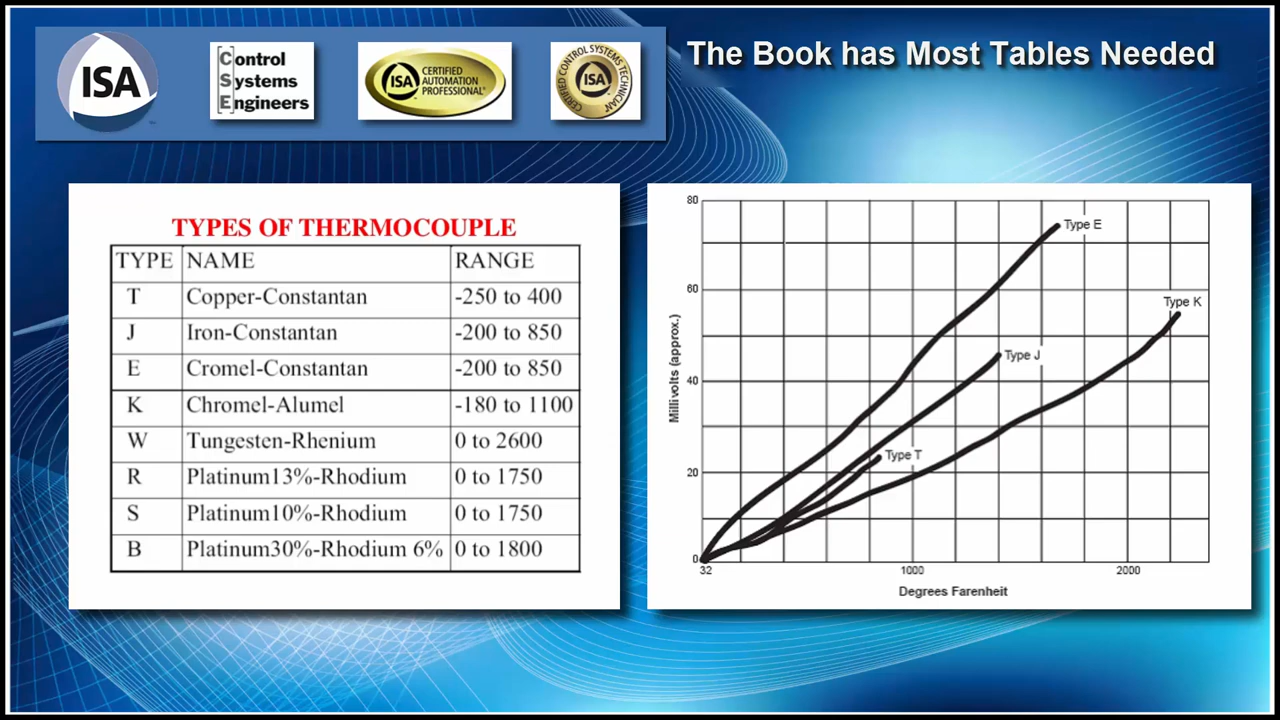 ISA
Control
Systems
Engineers
ISA CERTIFIED
AUTOMATION
PROFESSIONAL®
CERTIFIED CONTROL SYSTEMS TECHNICIAN
ISA
The Book has Most Tables Needed
TYPES OF THERMOCOUPLE
TYPE NAME RANGE
T Copper-Constantan -250 to 400
J Iron-Constantan -200 to 850
E Cromel-Constantan -200 to 850
K Chromel-Alumel -180 to 1100
W Tungesten-Rhenium 0 to 2600
R Platinum13%-Rhodium 0 to 1750
S Platinum10%-Rhodium 0 to 1750
B Platinum30%-Rhodium 6% 0 to 1800
80
60
40
20
0
Millivolts (approx.)
Type E
Type K
Type J
Type T
32 1000 2000
Degrees Farenheit